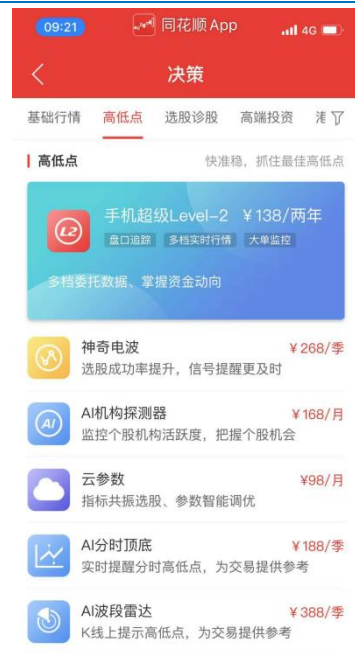 09:21 同花顺App 4G
决策
基础行情 高低点 选股诊股 高端投资
高低点 快准稳，抓住最佳高低点
L2 手机超级Level-2 ￥138/两年
盘口追踪 多档实时行情 大单监控
多档委托数据、掌握资金动向
神奇电波 ￥268/季
选股成功率提升，信号提醒更及时
AI AI机构探测器 ￥168/月
监控个股机构活跃度，把握个股机会
云参数 ¥98/月
指标共振选股、参数智能调优
AI分时顶底 ￥188/季
实时提醒分时高低点，为交易提供参考
AI波段雷达 ￥388/季
K线上提示高低点，为交易提供参考